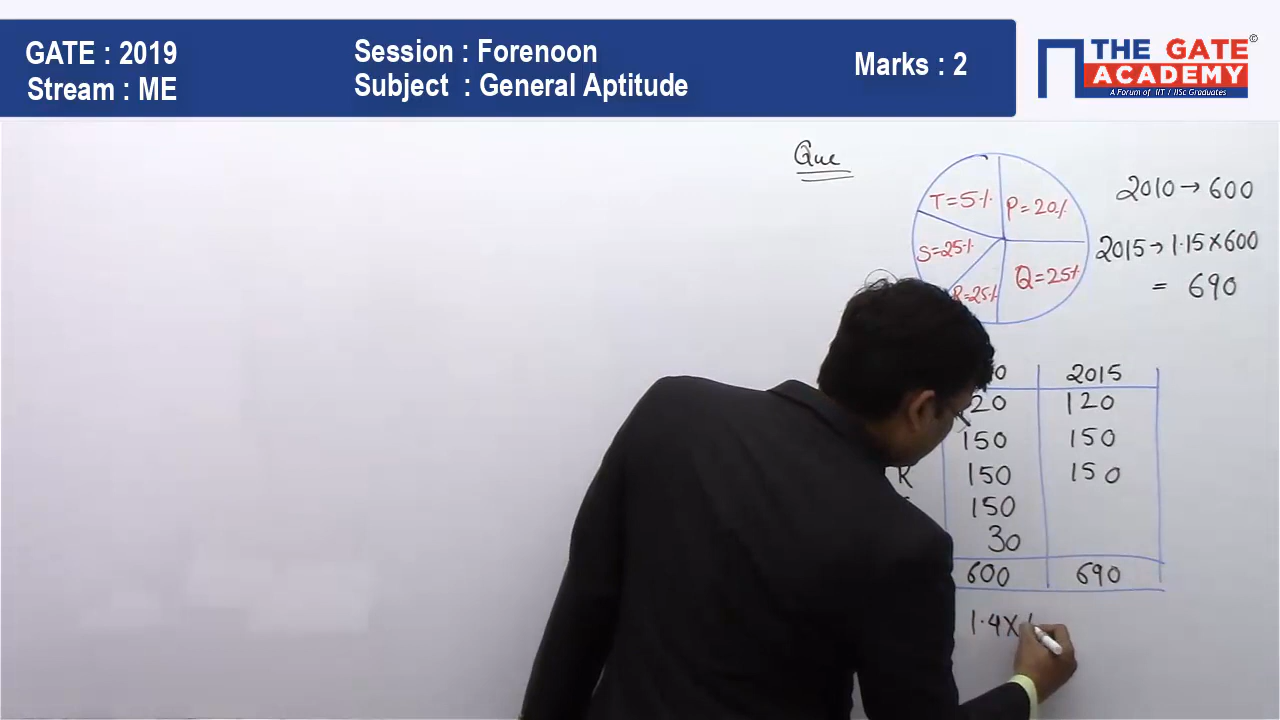 GATE : 2019
Stream : ME
Session : Forenoon
Subject : General Aptitude
Marks : 2
THE GATE
ACADEMY
©
A Forum of IIT / IISc Graduates
Que
T=5%
P=20%
S=25%
Q=25%
R=25%
2010→600
2015→1.15×600
= 690
2015
20 120
150 150
R 150 150
150
30
600 690
1.4×1